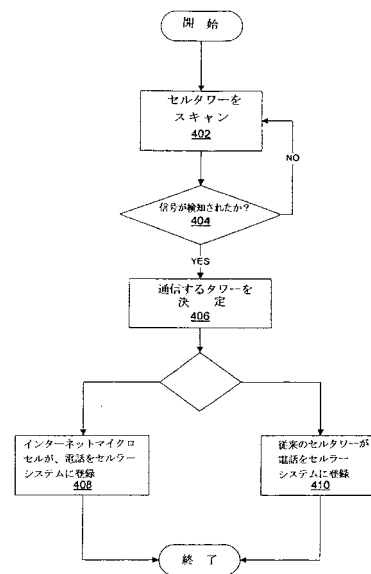 開 始
セルタワーを
スキャン
402
NO
信号が検知されたか?
404
YES
通信するタワーを
決 定
406
インターネットマイクロ
セルが、電話をセルラー
システムに登録
408
従来のセルタワーが
電話をセルラー
システムに登録
410
終 了